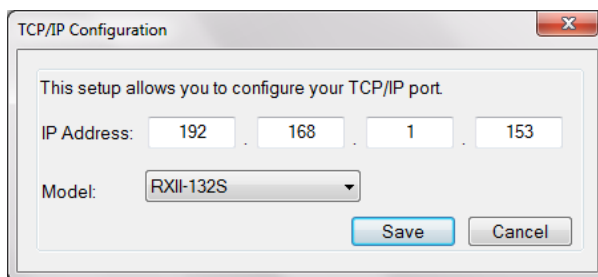 TCP/IP Configuration
This setup allows you to configure your TCP/IP port.
IP Address: 192 . 168 . 1 . 153
Model: RXII-132S
Save Cancel